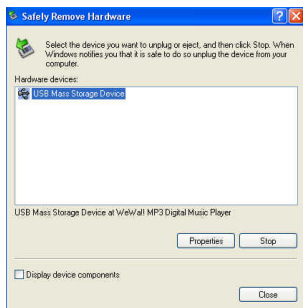 Safely Remove Hardware
Select the device you want to unplug or eject, and then click Stop. When
Windows notifies you that it is safe to do so unplug the device from your
computer.
Hardware devices:
USB Mass Storage Device
USB Mass Storage Device at WeWa!! MP3 Digital Music Player
Properties
Stop
Display device components
Close